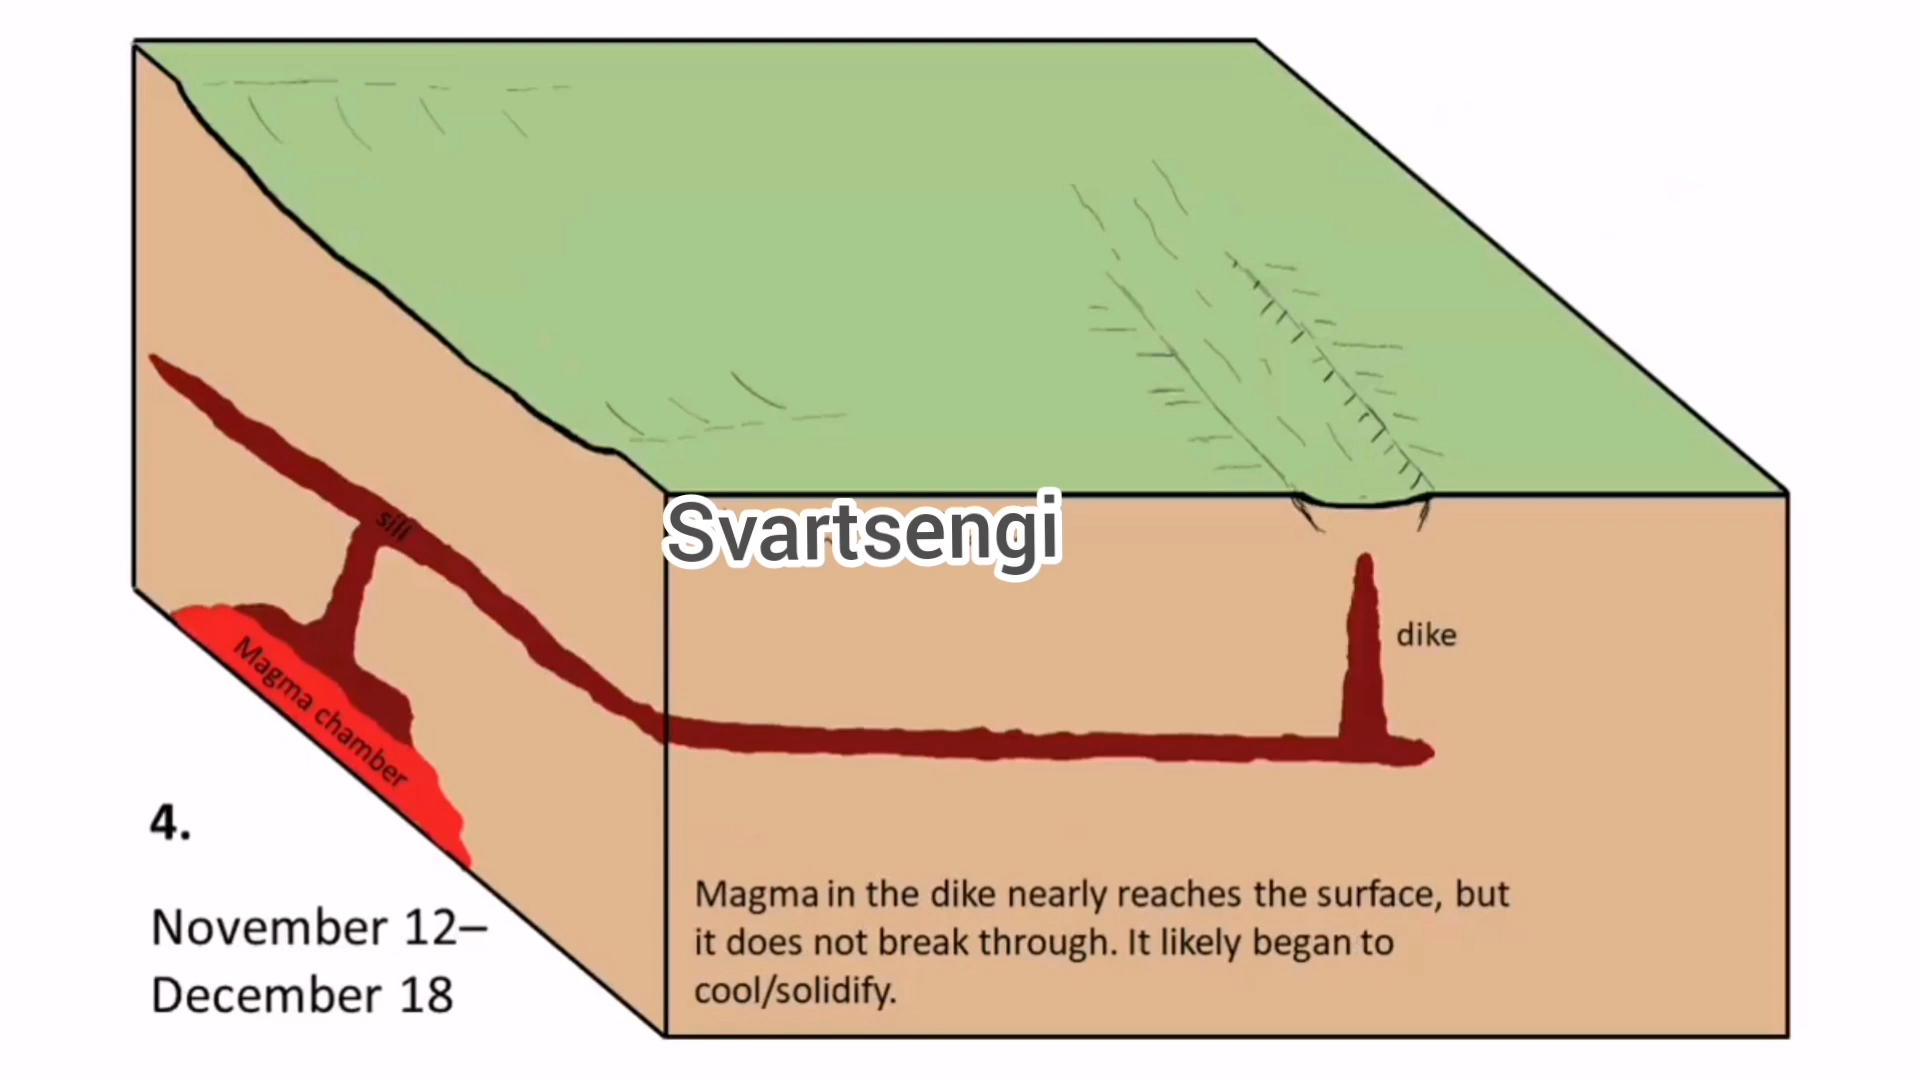 Svartsengi
sill
dike
Magma chamber
4.
November 12–
December 18
Magma in the dike nearly reaches the surface, but
it does not break through. It likely began to
cool/solidify.